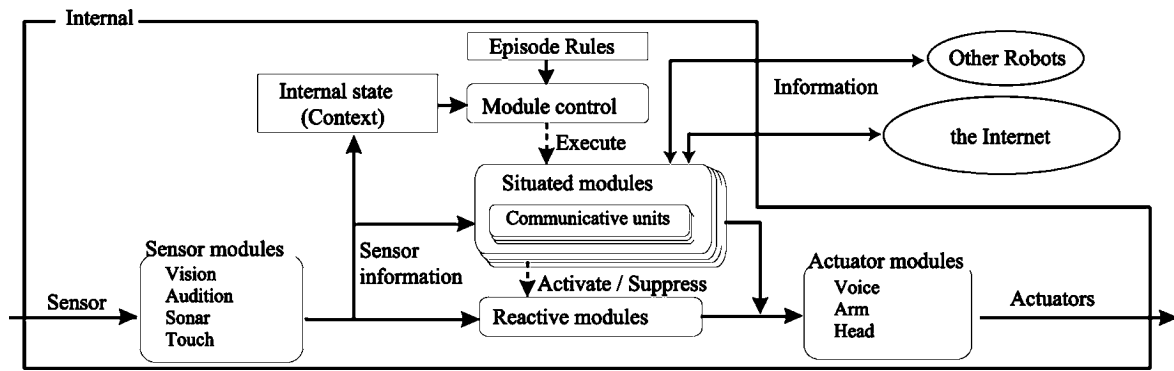 Internal
Episode Rules
Other Robots
Internal state
(Context)
Module control
Information
the Internet
Execute
Situated modules
Communicative units
Sensor modules
Vision
Audition
Sonar
Touch
Sensor
information
Activate / Suppress
Actuator modules
Voice
Arm
Head
Sensor
Reactive modules
Actuators